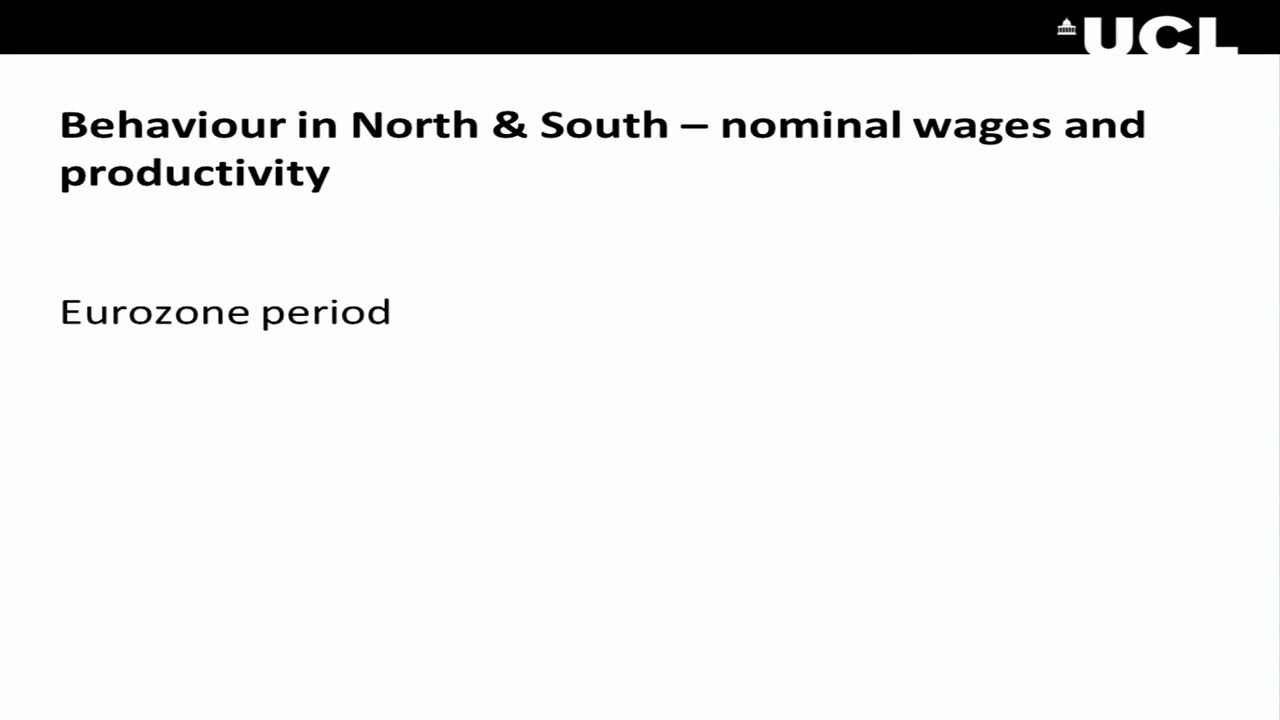 UCL
Behaviour in North & South – nominal wages and
productivity
Eurozone period